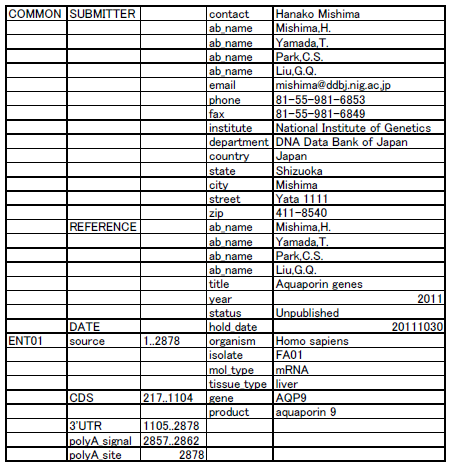 COMMON SUBMITTER contact Hanako Mishima
ab_name Mishima,H.
ab_name Yamada,T.
ab_name Park,C.S.
ab_name Liu,G.Q.
email mishima@ddbj.nig.ac.jp
phone 81-55-981-6853
fax 81-55-981-6849
institute National Institute of Genetics
department DNA Data Bank of Japan
country Japan
state Shizuoka
city Mishima
street Yata 1111
zip 411-8540
REFERENCE ab_name Mishima,H.
ab_name Yamada,T.
ab_name Park,C.S.
ab_name Liu,G.Q.
title Aquaporin genes
year 2011
status Unpublished
DATE hold_date 20111030
ENT01 source 1..2878 organism Homo sapiens
isolate FA01
mol_type mRNA
tissue_type liver
CDS 217..1104 gene AQP9
product aquaporin 9
3'UTR 1105..2878
polyA_signal 2857..2862
polyA_site 2878